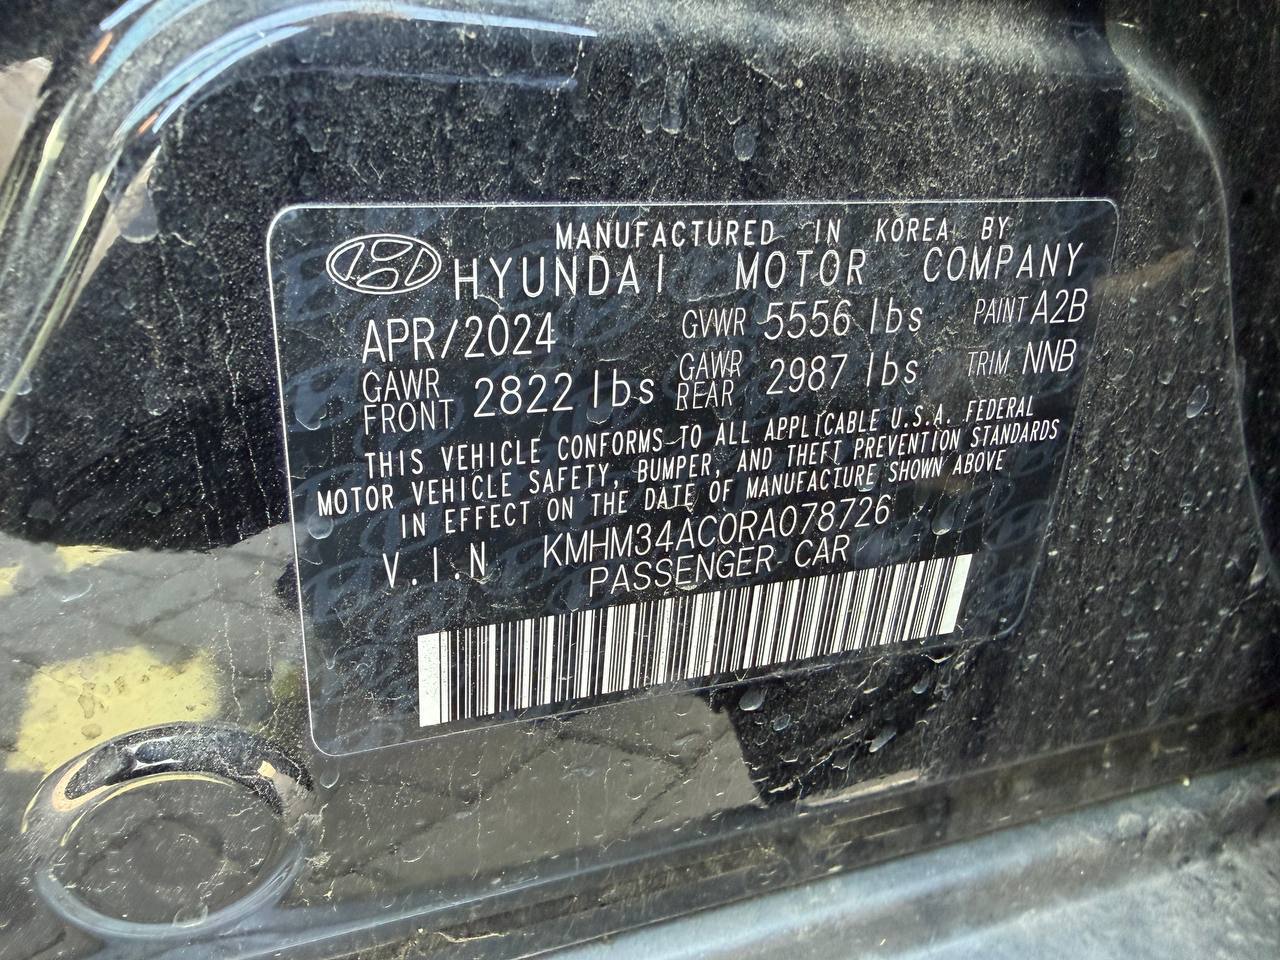 MANUFACTURED IN KOREA BY
HYUNDAI MOTOR COMPANY
APR/2024 GVWR 5556 lbs PAINT A2B
GAWR FRONT 2822 lbs GAWR REAR 2987 lbs TRIM NNB
THIS VEHICLE CONFORMS TO ALL APPLICABLE U.S.A. FEDERAL
MOTOR VEHICLE SAFETY, BUMPER, AND THEFT PREVENTION STANDARDS
IN EFFECT ON THE DATE OF MANUFACTURE SHOWN ABOVE
V.I.N KMHM34AC0RA078726
PASSENGER CAR